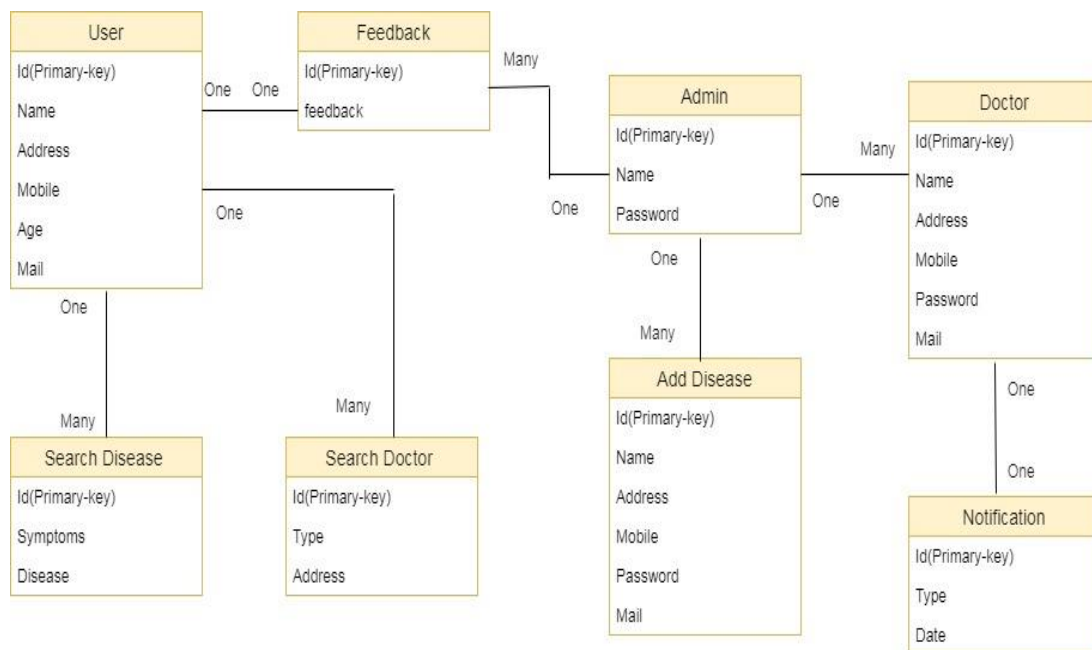 User
Id(Primary-key)
Name
Address
Mobile
Age
Mail
One One
Feedback
Id(Primary-key)
feedback
Many
One
Admin
Id(Primary-key)
Name
Password
Many
One
Doctor
Id(Primary-key)
Name
Address
Mobile
Password
Mail
One
Many
One
Many
One
Many
Search Disease
Id(Primary-key)
Symptoms
Disease
Search Doctor
Id(Primary-key)
Type
Address
Add Disease
Id(Primary-key)
Name
Address
Mobile
Password
Mail
One
One
Notification
Id(Primary-key)
Type
Date